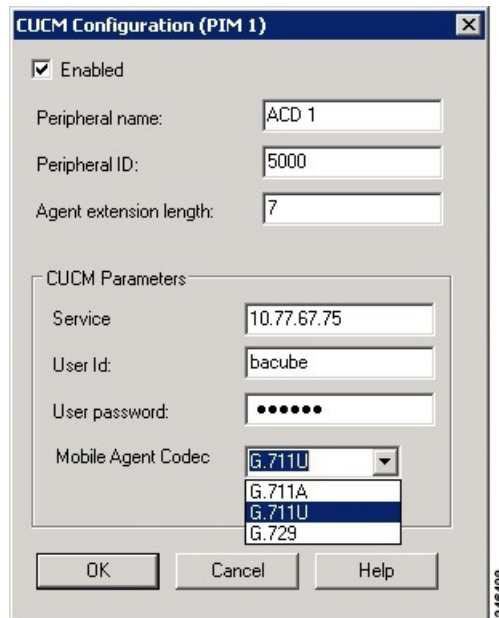 CUCM Configuration (PIM 1)
Enabled
Peripheral name: ACD 1
Peripheral ID: 5000
Agent extension length: 7
CUCM Parameters
Service 10.77.67.75
User Id: bacube
User password: ••••••
Mobile Agent Codec G.711U
G.711A
G.711U
G.729
OK Cancel Help